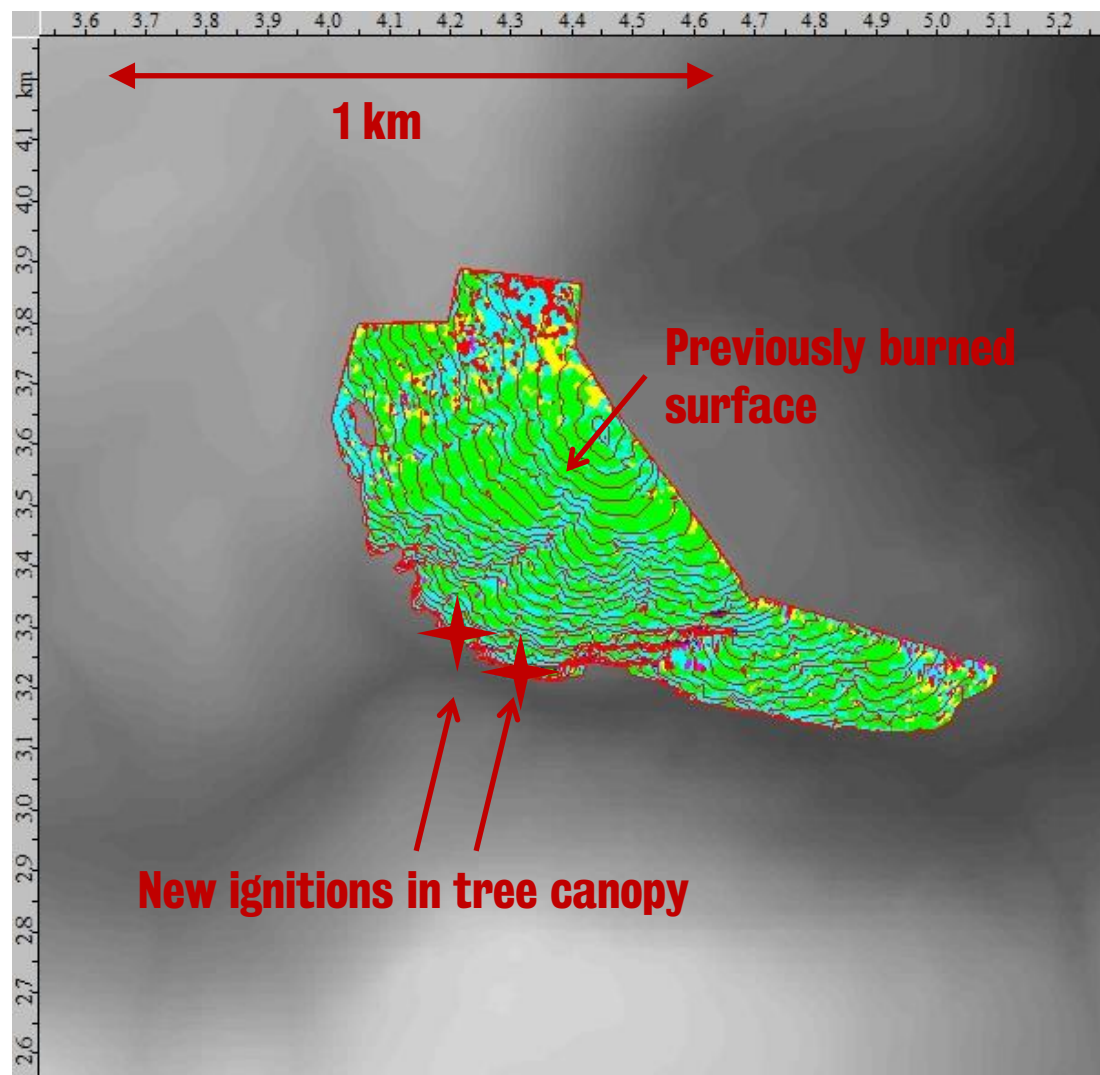 3.6 3.7 3.8 3.9 4.0 4.1 4.2 4.3 4.4 4.5 4.6 4.7 4.8 4.9 5.0 5.1 5.2
km
1 km
4,1
4,0
3,9
3,8
Previously burned
surface
3,7
3,6
3,5
3,4
3,3
3,2
3,1
3,0
2,9
New ignitions in tree canopy
2,8
2,7
2,6